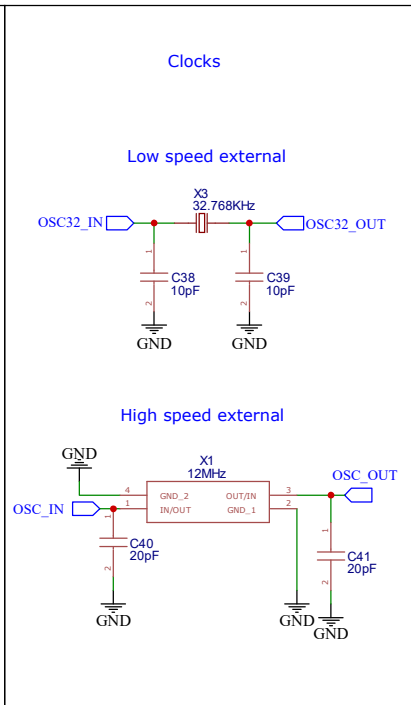 Clocks
Low speed external
X3
32.768KHz
OSC32_IN
OSC32_OUT
1
1
C38
10pF
C39
10pF
2
2
GND
GND
High speed external
GND
X1
12MHz
OSC_OUT
4
GND_2
OUT/IN
3
OSC_IN
1
IN/OUT
GND_1
2
1
C40
20pF
1
C41
20pF
2
2
GND
GND
GND